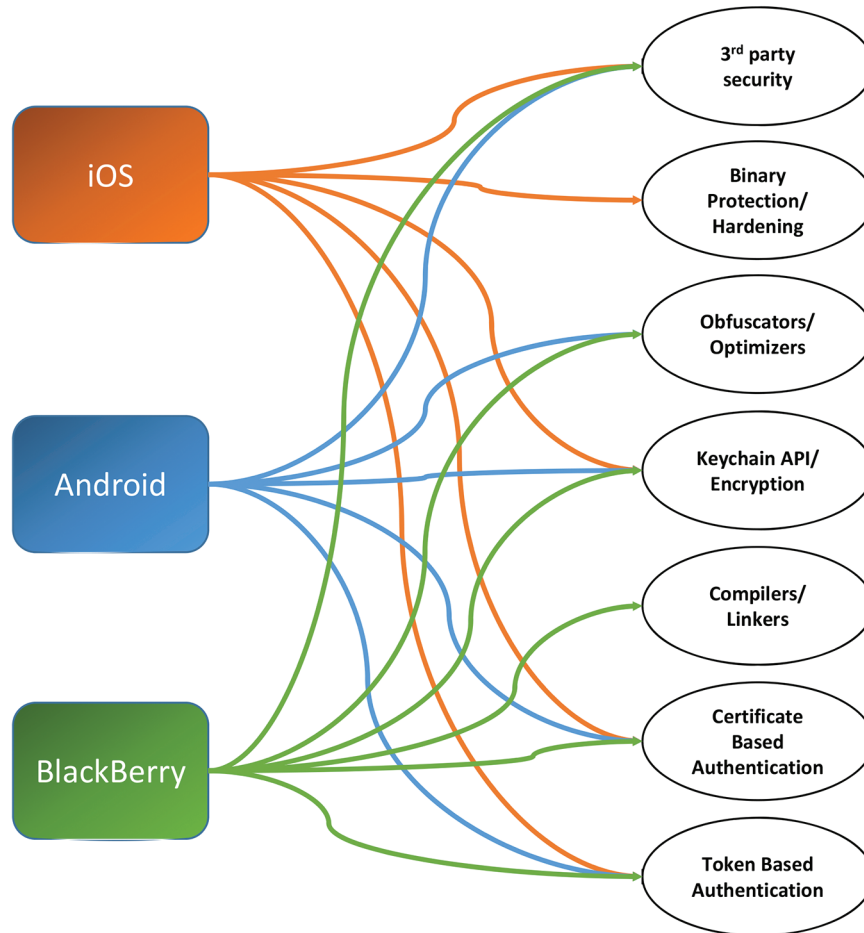 3rd party
security
iOS
Binary
Protection/
Hardening
Obfuscators/
Optimizers
Android
Keychain API/
Encryption
Compilers/
Linkers
BlackBerry
Certificate
Based
Authentication
Token Based
Authentication